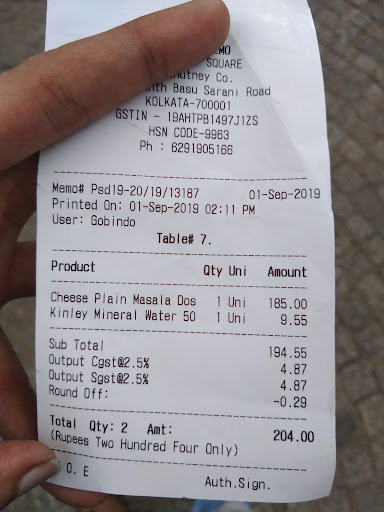 MO
SQUARE
hutney Co.
nth Basu Sarani Road
KOLKATA-700001
GSTIN - 19AHTPB1497J1ZS
HSN CODE-9963
Ph : 6291905166
Memo# Psd19-20/19/13187 01-Sep-2019
Printed On: 01-Sep-2019 02:11 PM
User: Gobindo
Table# 7.
Product Qty Uni Amount
Cheese Plain Masala Dos 1 Uni 185.00
Kinley Mineral Water 50 1 Uni 9.55
Sub Total 194.55
Output Cgst@2.5% 4.87
Output Sgst@2.5% 4.87
Round Off: -0.29
Total Qty: 2 Amt: 204.00
(Rupees Two Hundred Four Only)
O. E Auth.Sign.